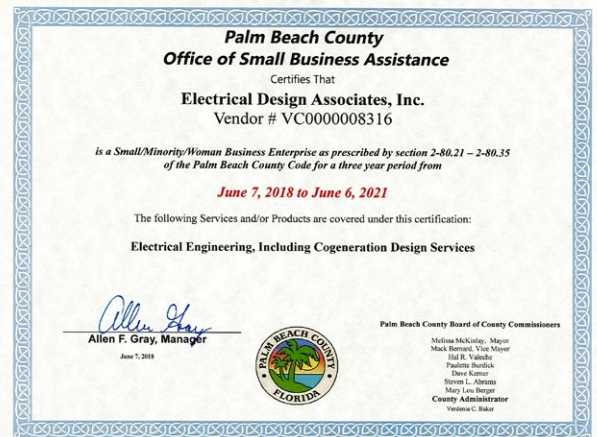 Palm Beach County
Office of Small Business Assistance
Certifies That
Electrical Design Associates, Inc.
Vendor # VC0000008316
is a Small/Minority/Woman Business Enterprise as prescribed by section 2-80.21 – 2-80.35
of the Palm Beach County Code for a three year period from
June 7, 2018 to June 6, 2021
The following Services and/or Products are covered under this certification:
Electrical Engineering, Including Cogeneration Design Services
Allen Gray
Allen F. Gray, Manager
June 7, 2018
PALM BEACH COUNTY
FLORIDA
Palm Beach County Board of County Commissioners
Melissa McKinlay, Mayor
Mack Bernard, Vice Mayor
Hal R. Valeche
Paulette Burdick
Dave Kerner
Steven L. Abrams
Mary Lou Berger
County Administrator
Verdenia C. Baker